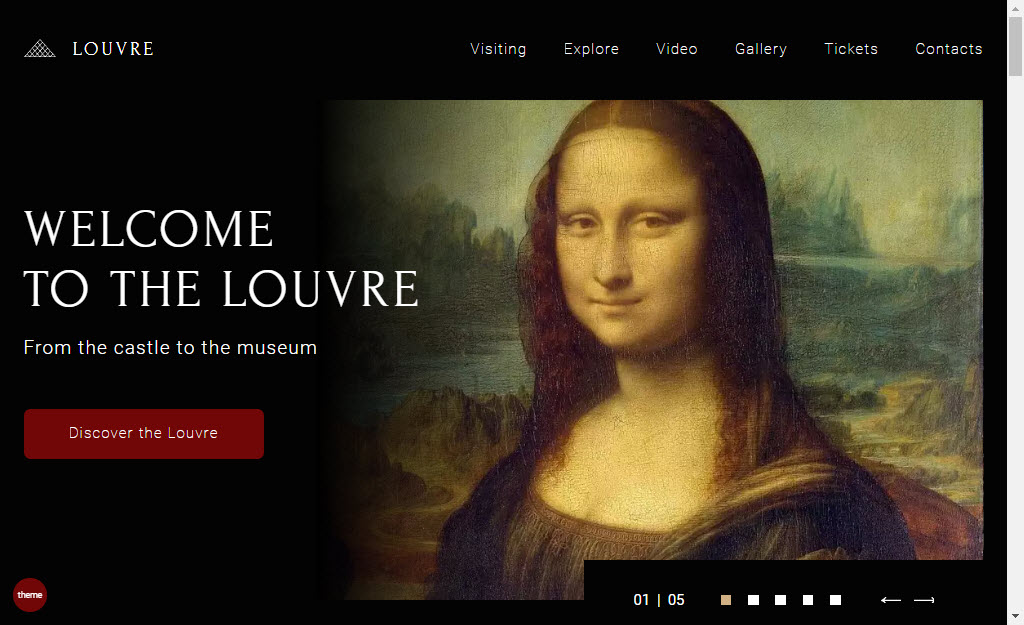 LOUVRE
Visiting Explore Video Gallery Tickets Contacts
WELCOME
TO THE LOUVRE
From the castle to the museum
Discover the Louvre
theme
01 | 05